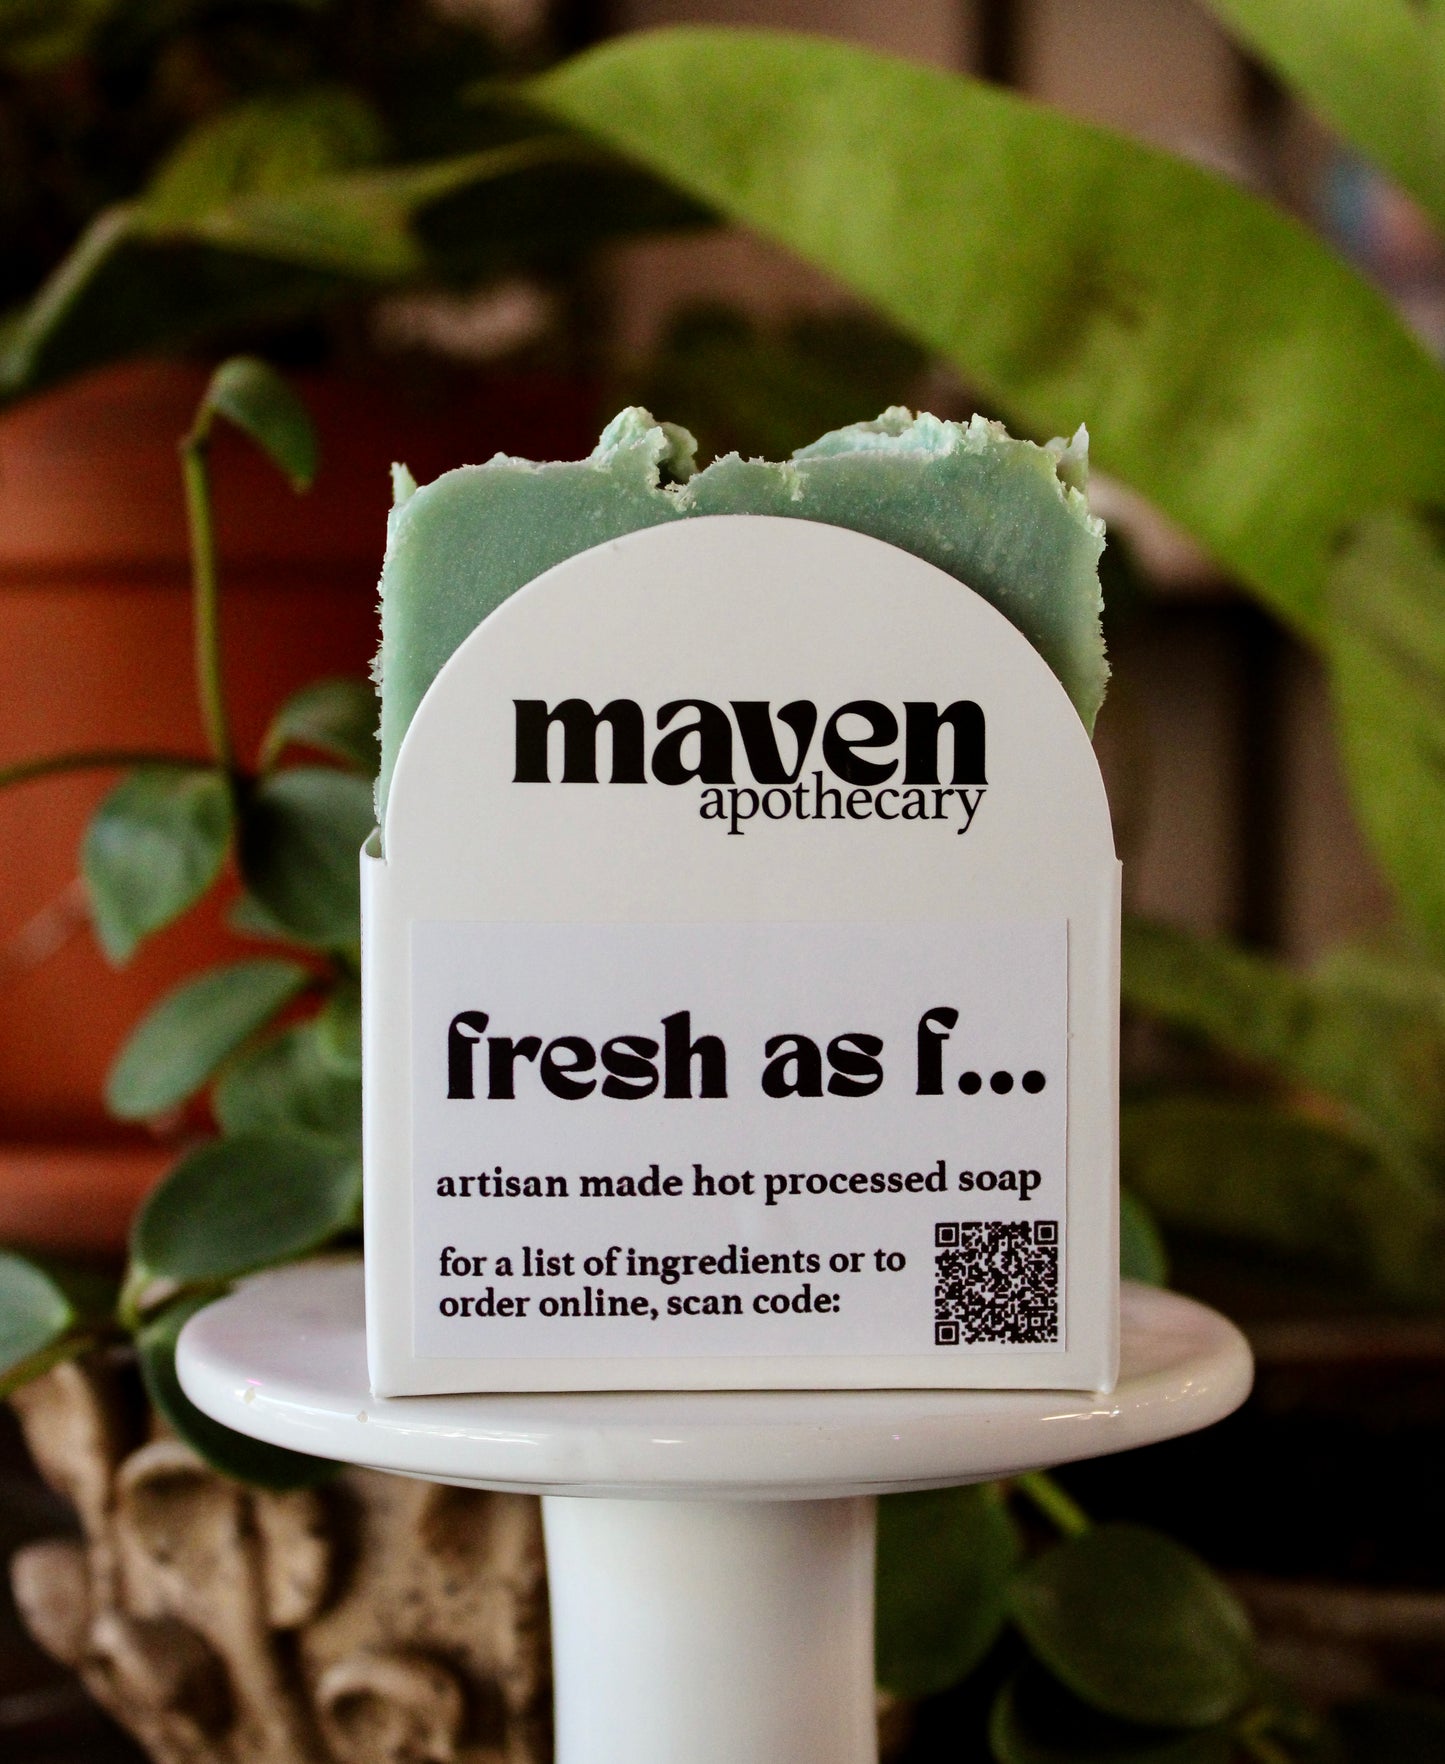 maven
apothecary
fresh as f...
artisan made hot processed soap
for a list of ingredients or to
order online, scan code: